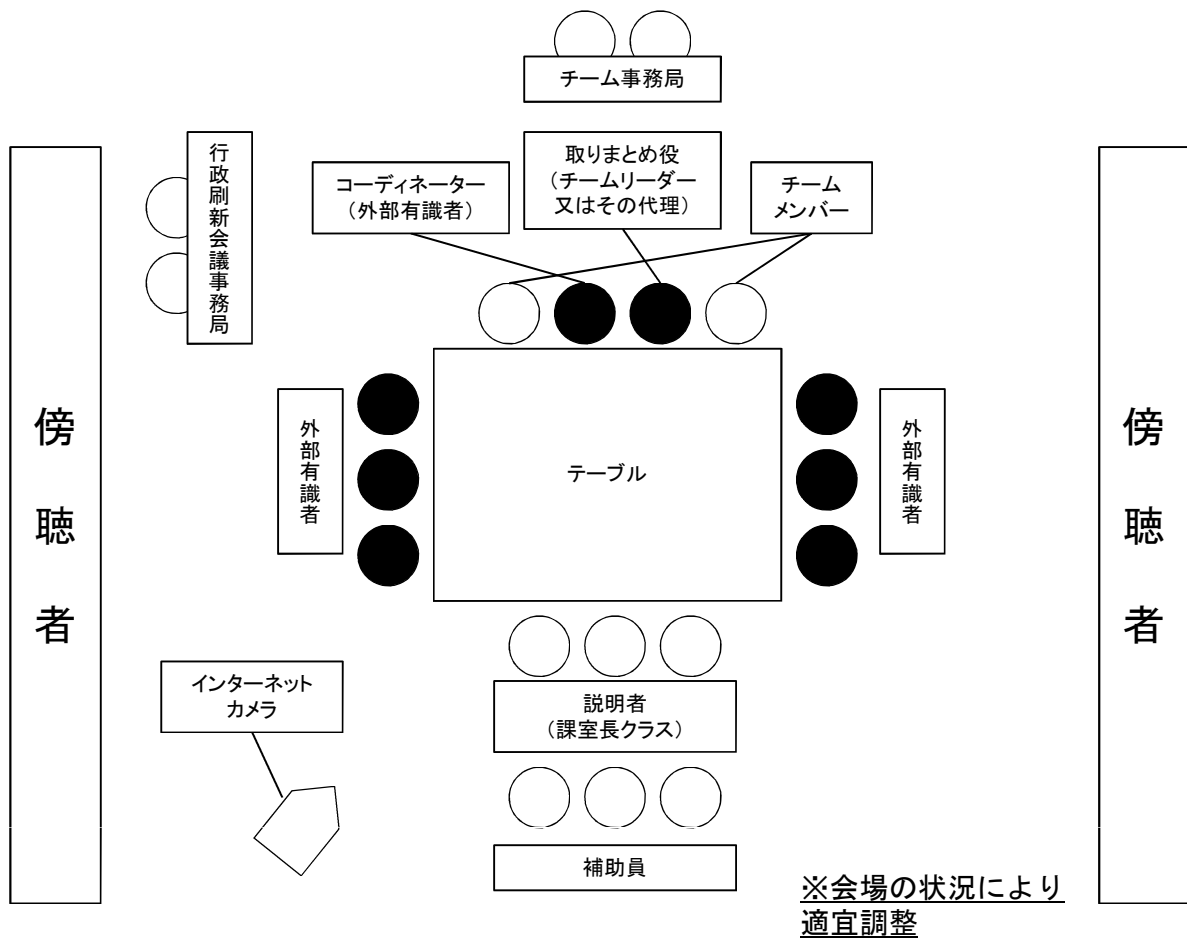 チーム事務局
行政刷新会議事務局
コーディネーター
（外部有識者）
取りまとめ役
（チームリーダー
又はその代理）
チーム
メンバー
傍聴者
外部有識者
テーブル
外部有識者
傍聴者
インターネット
カメラ
説明者
（課室長クラス）
補助員
※会場の状況により
適宜調整